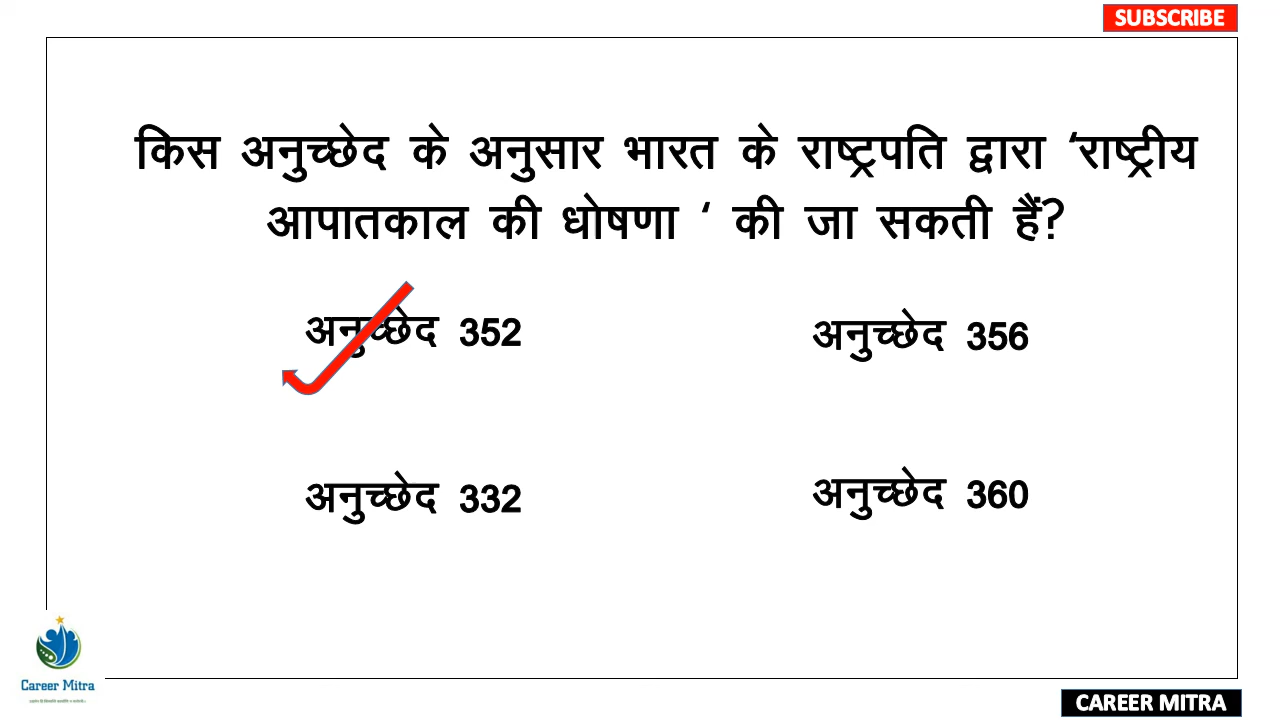 SUBSCRIBE
किस अनुच्छेद के अनुसार भारत के राष्ट्रपति द्वारा ‘राष्ट्रीय
आपातकाल की धोषणा ‘ की जा सकती हैं?
अनुच्छेद 352
अनुच्छेद 356
अनुच्छेद 332
अनुच्छेद 360
Career Mitra
CAREER MITRA